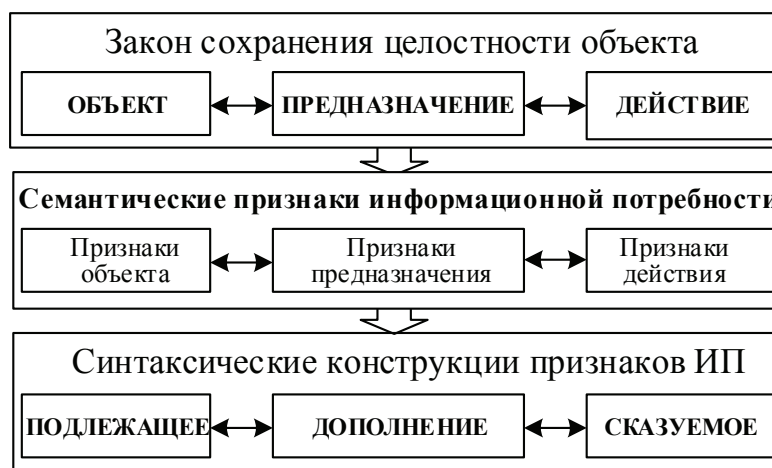 Закон сохранения целостности объекта
ОБЪЕКТ ПРЕДНАЗНАЧЕНИЕ ДЕЙСТВИЕ
Семантические признаки информационной потребности
Признаки объекта
Признаки предназначения
Признаки действия
Синтаксические конструкции признаков ИП
ПОДЛЕЖАЩЕЕ ДОПОЛНЕНИЕ СКАЗУЕМОЕ